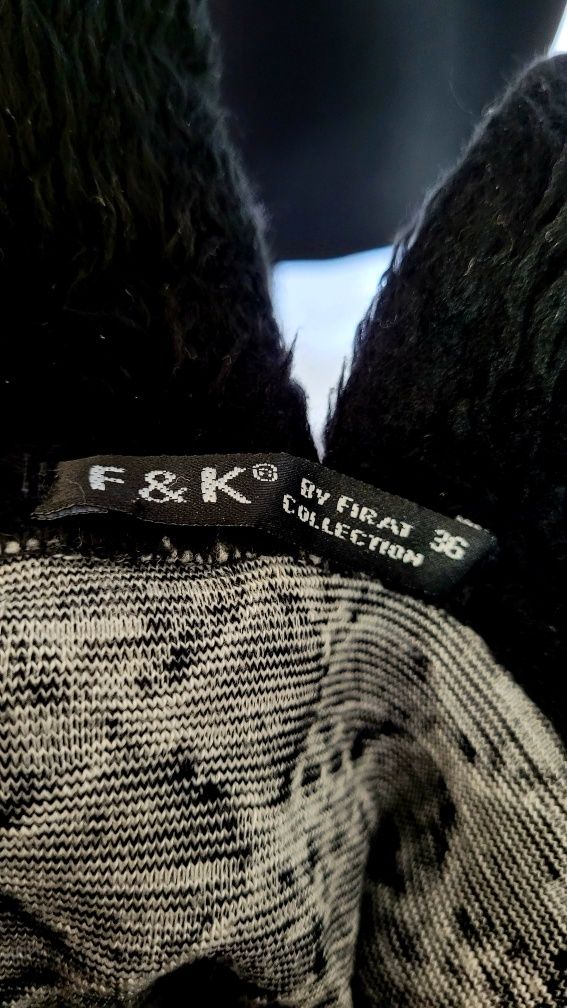 F & K®
By FIRAT
COLLECTION
36